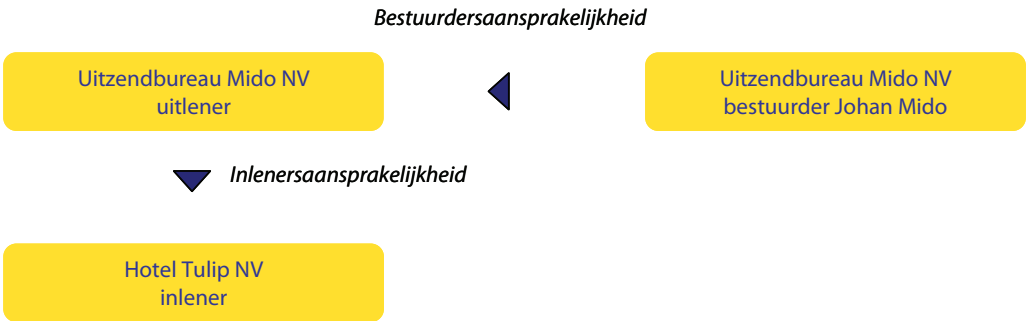 Bestuurdersaansprakelijkheid
Uitzendbureau Mido NV
uitlener
Uitzendbureau Mido NV
bestuurder Johan Mido
Inlenersaansprakelijkheid
Hotel Tulip NV
inlener